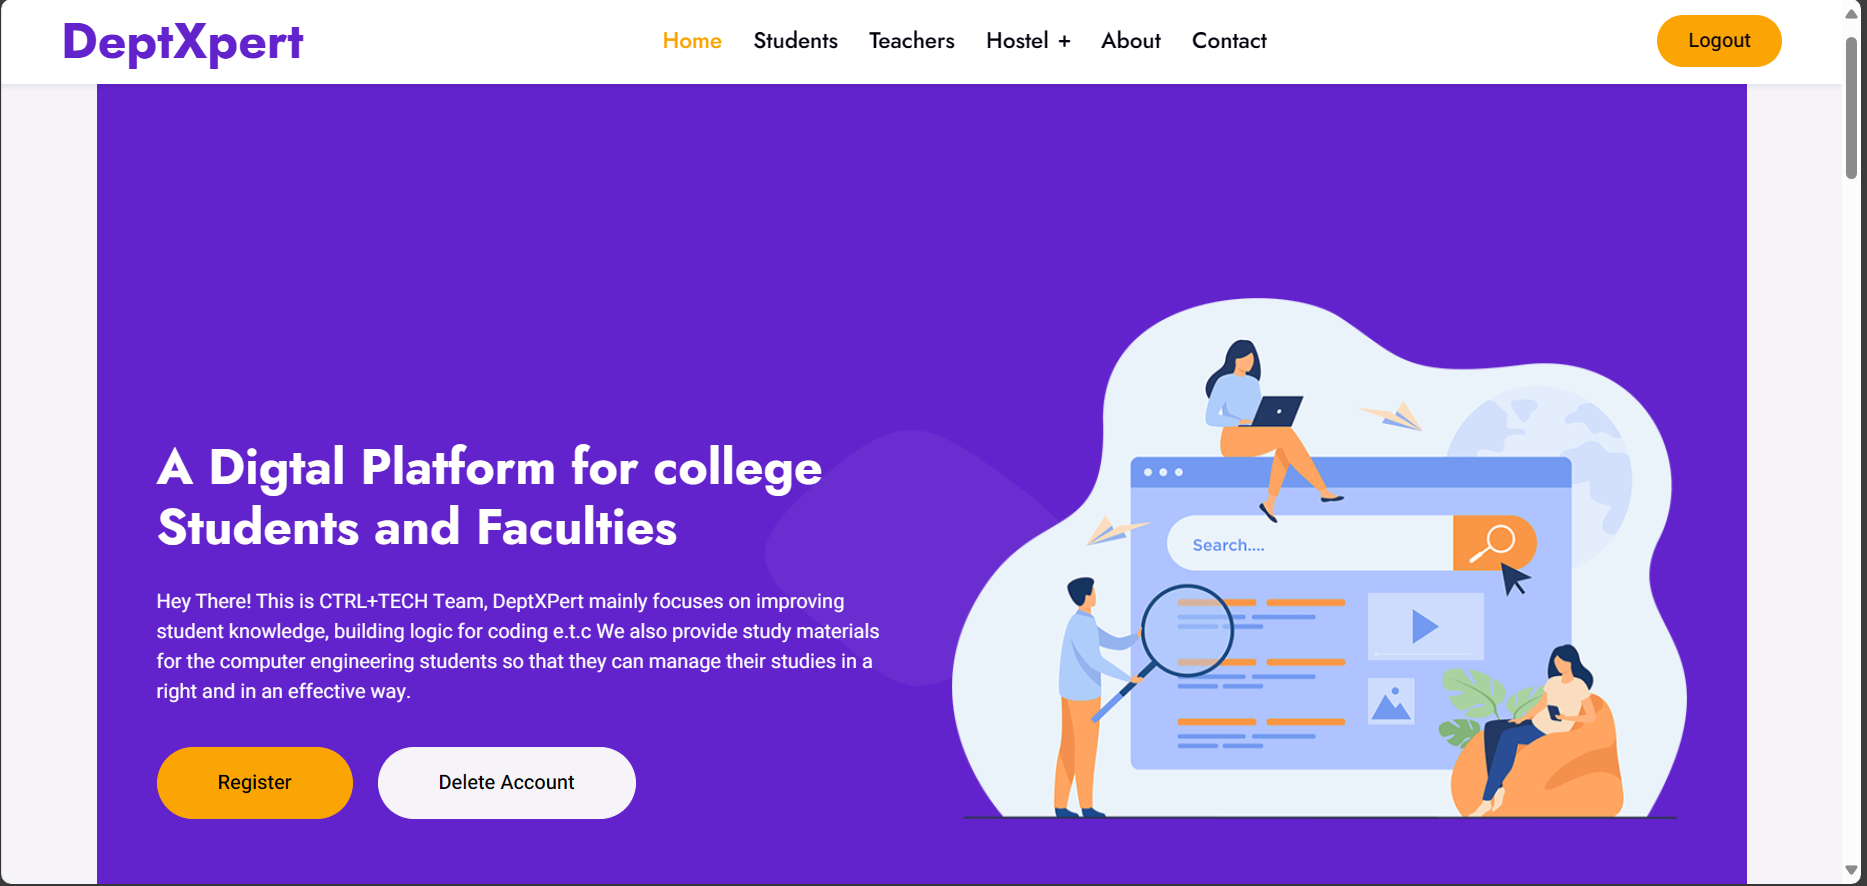 DeptXpert
Home Students Teachers Hostel + About Contact
Logout
A Digtal Platform for college
Students and Faculties
Hey There! This is CTRL+TECH Team, DeptXPert mainly focuses on improving
student knowledge, building logic for coding e.t.c We also provide study materials
for the computer engineering students so that they can manage their studies in a
right and in an effective way.
Register
Delete Account
Search....